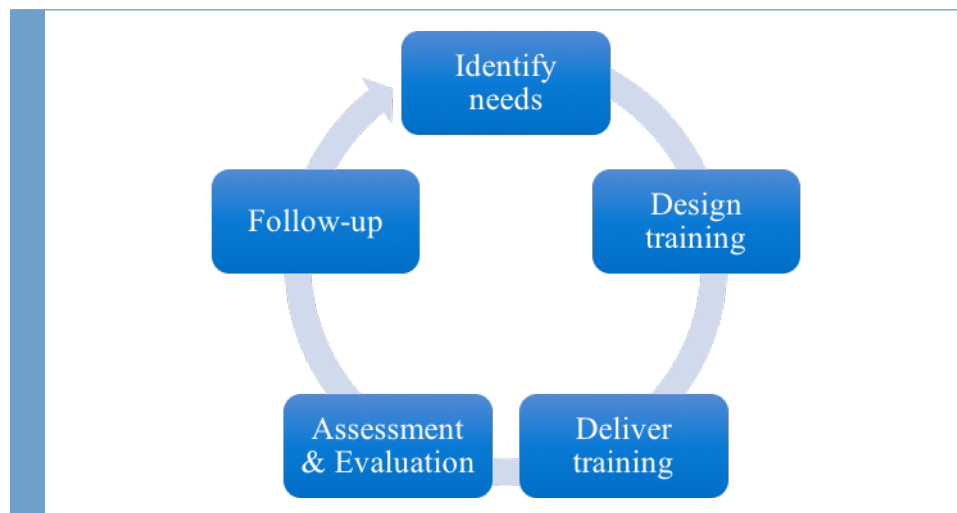 Identify
needs
Design
training
Deliver
training
Assessment
& Evaluation
Follow-up